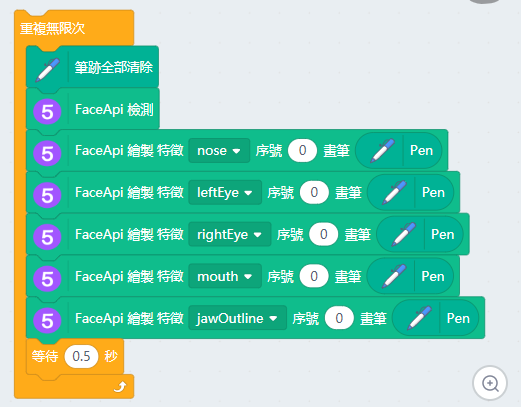 重複無限次
筆跡全部清除
5 FaceApi 檢測
5 FaceApi 繪製 特徵 nose 序號 0 畫筆 Pen
5 FaceApi 繪製 特徵 leftEye 序號 0 畫筆 Pen
5 FaceApi 繪製 特徵 rightEye 序號 0 畫筆 Pen
5 FaceApi 繪製 特徵 mouth 序號 0 畫筆 Pen
5 FaceApi 繪製 特徵 jawOutline 序號 0 畫筆 Pen
等待 0.5 秒